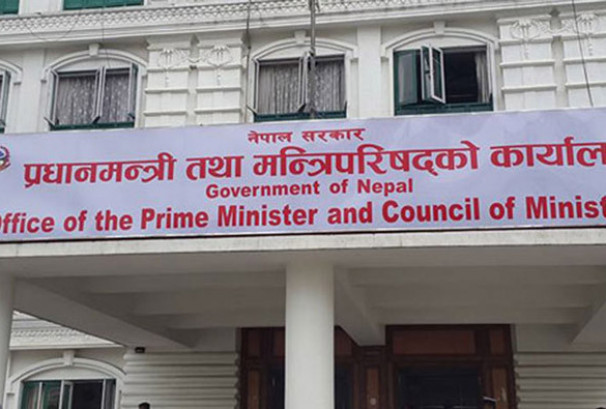 नेपाल सरकार
प्रधानमन्त्री तथा मन्त्रिपरिषद्को कार्याल
Government of Nepal
Office of the Prime Minister and Council of Minist